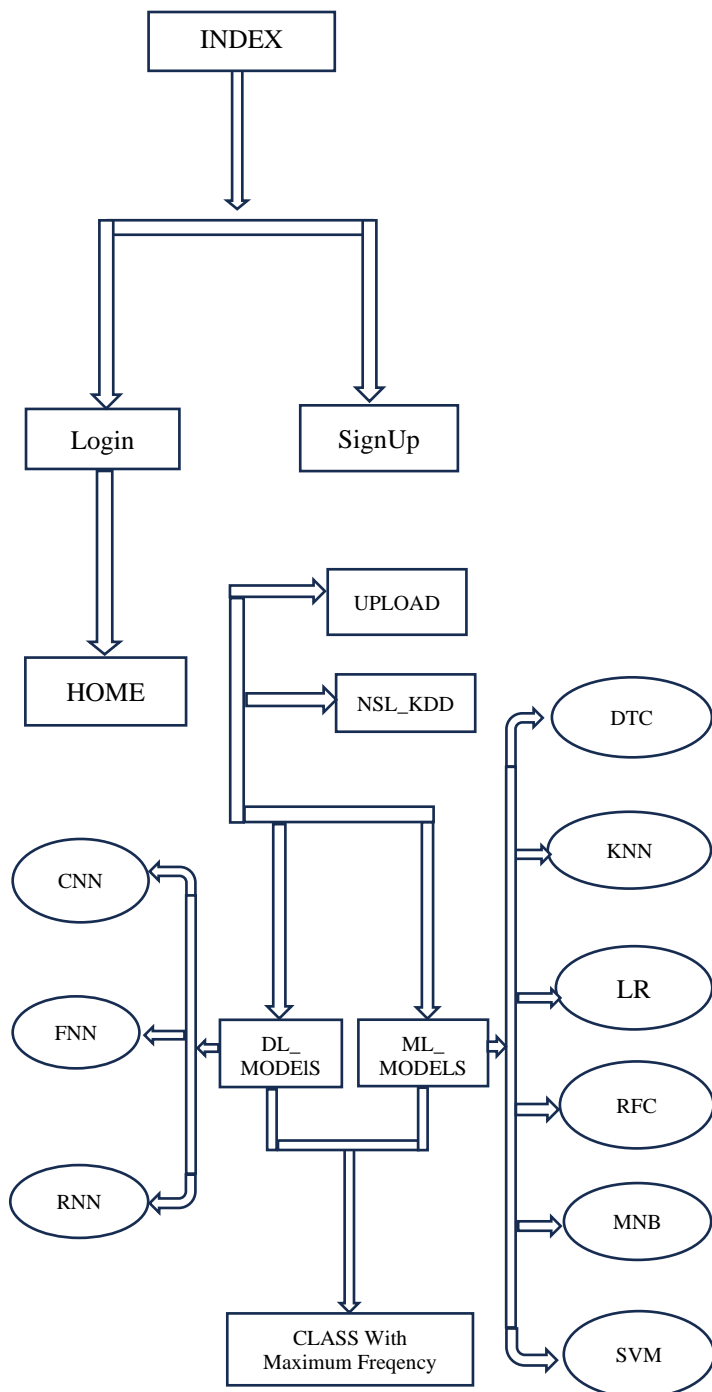 INDEX
Login
SignUp
UPLOAD
HOME
NSL_KDD
DTC
KNN
CNN
LR
FNN
DL_
MODElS
ML_
MODELS
RFC
RNN
MNB
CLASS With
Maximum Freqency
SVM